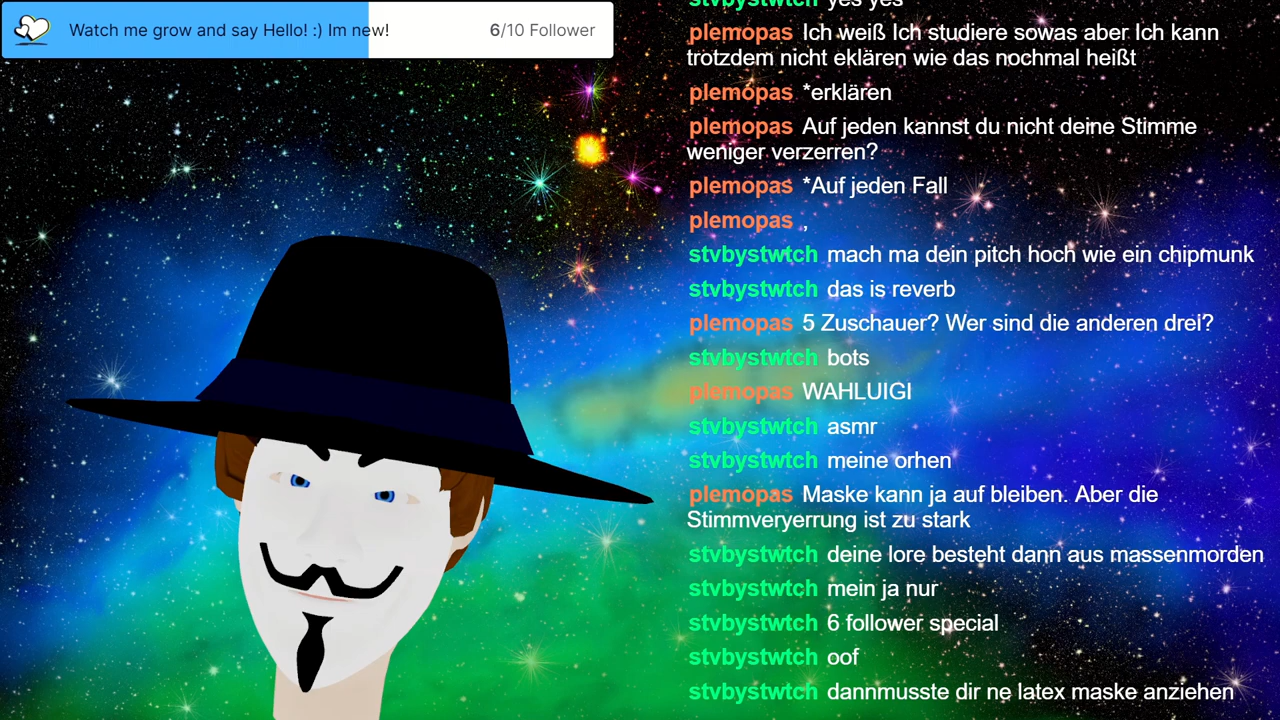 Watch me grow and say Hello! :) Im new!
6/10 Follower
stvbystwtch yes yes
plemopas Ich weiß Ich studiere sowas aber Ich kann
trotzdem nicht eklären wie das nochmal heißt
plemopas *erklären
plemopas Auf jeden kannst du nicht deine Stimme
weniger verzerren?
plemopas *Auf jeden Fall
plemopas ,
stvbystwtch mach ma dein pitch hoch wie ein chipmunk
stvbystwtch das is reverb
plemopas 5 Zuschauer? Wer sind die anderen drei?
stvbystwtch bots
plemopas WAHLUIGI
stvbystwtch asmr
stvbystwtch meine orhen
plemopas Maske kann ja auf bleiben. Aber die
Stimmveryerrung ist zu stark
stvbystwtch deine lore besteht dann aus massenmorden
stvbystwtch mein ja nur
stvbystwtch 6 follower special
stvbystwtch oof
stvbystwtch dannmusste dir ne latex maske anziehen